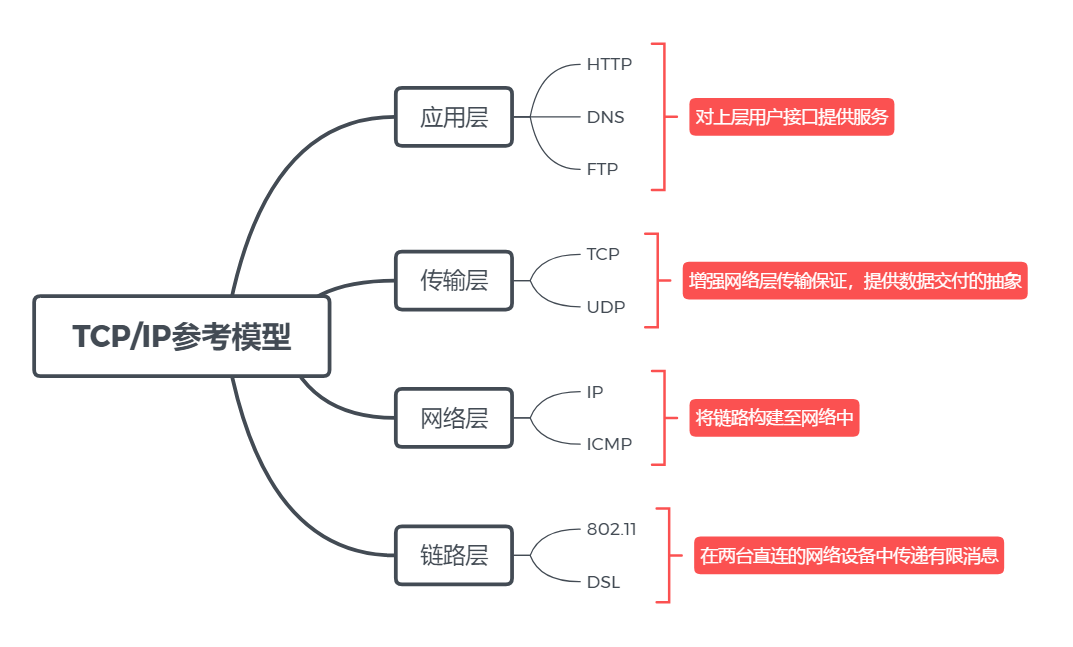 TCP/IP参考模型
应用层
HTTP
DNS
FTP
对上层用户接口提供服务
传输层
TCP
UDP
增强网络层传输保证，提供数据交付的抽象
网络层
IP
ICMP
将链路构建至网络中
链路层
802.11
DSL
在两台直连的网络设备中传递有限消息